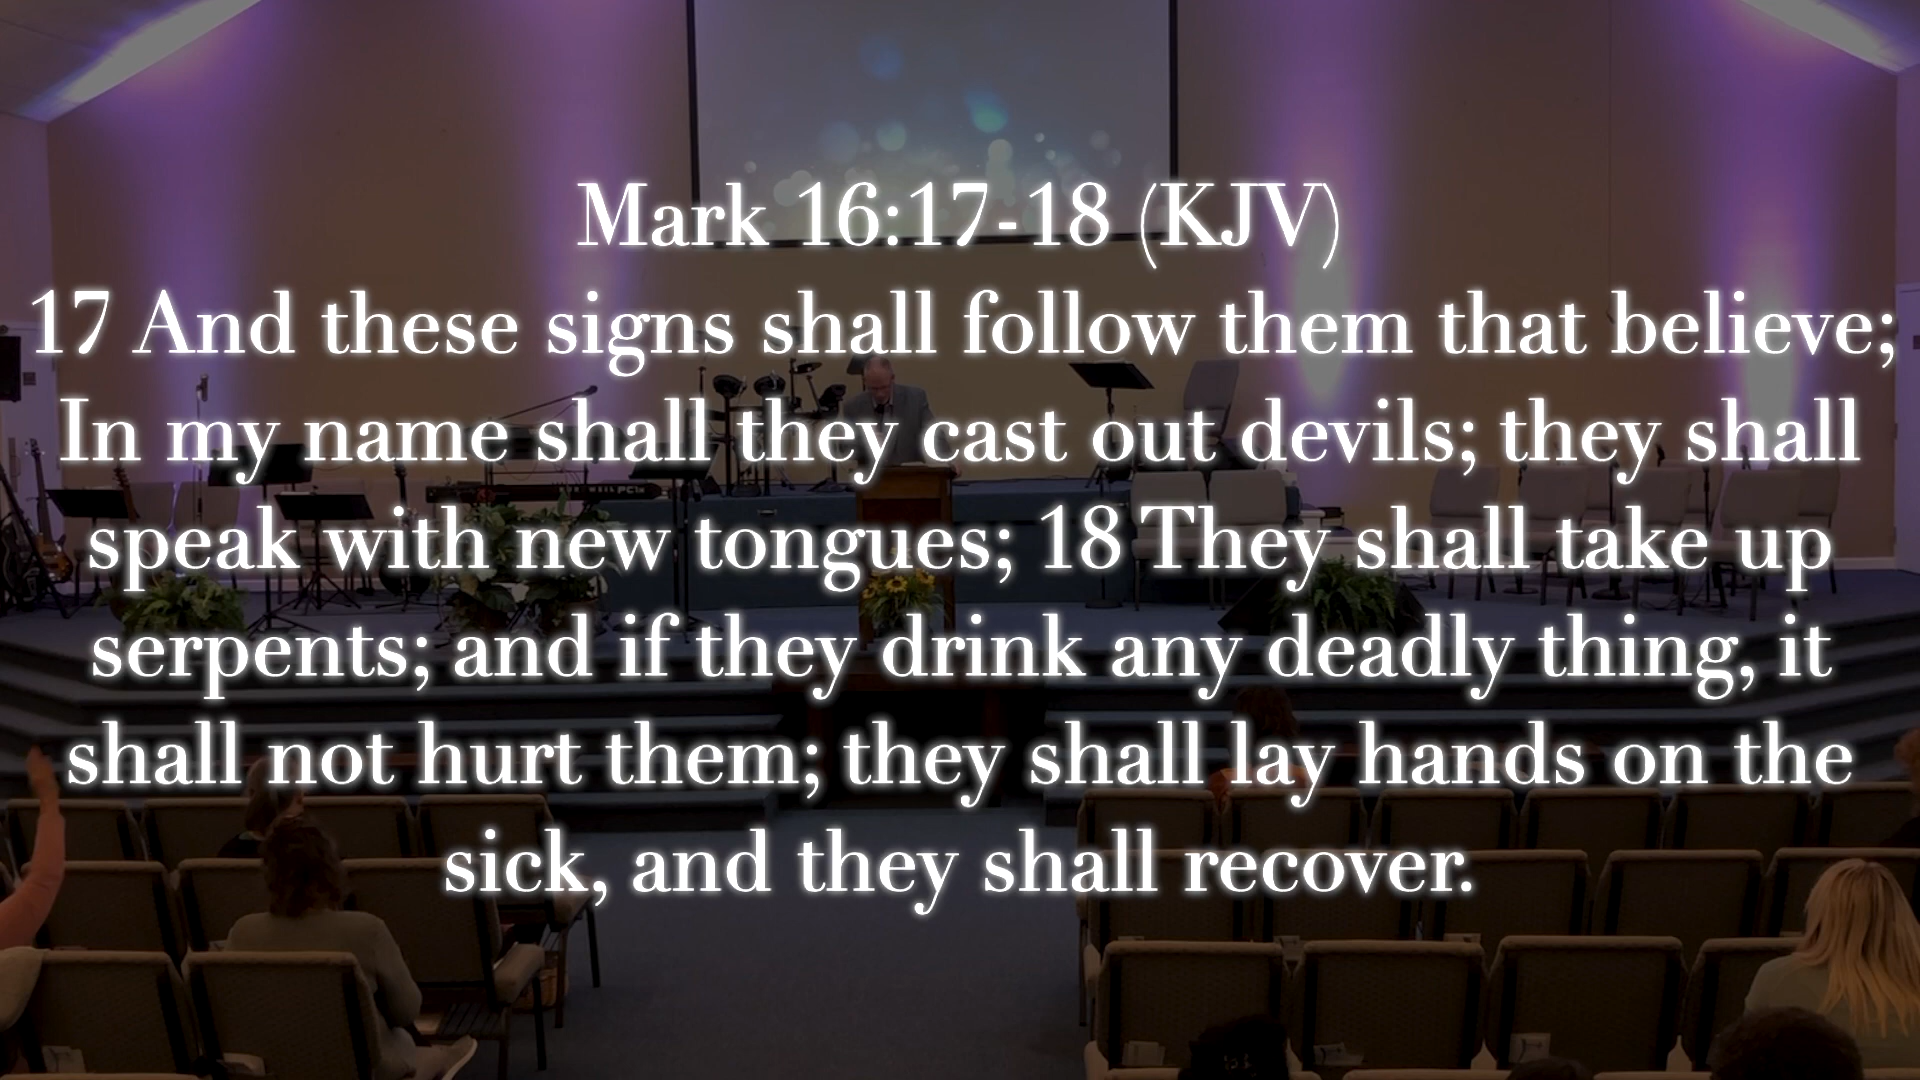 Mark 16:17-18 (KJV)
17 And these signs shall follow them that believe;
In my name shall they cast out devils; they shall
speak with new tongues; 18 They shall take up
serpents; and if they drink any deadly thing, it
shall not hurt them; they shall lay hands on the
sick, and they shall recover.